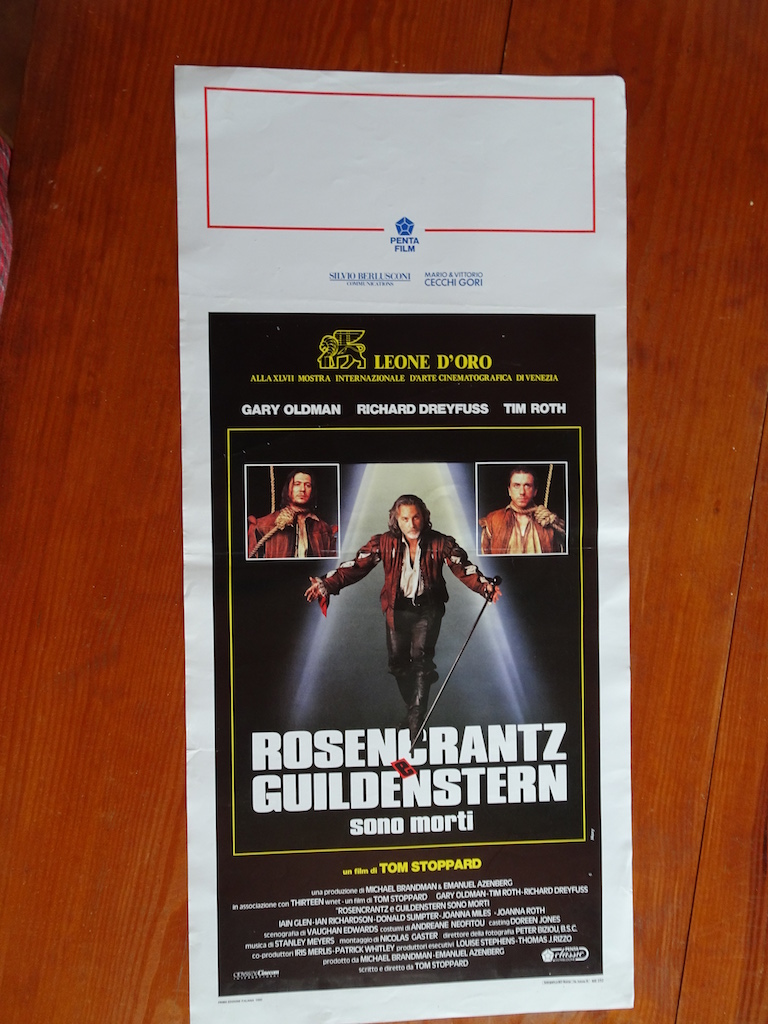 PENTA
FILM
SILVIO BERLUSCONI
COMMUNICATIONS
MARIO & VITTORIO
CECCHI GORI
LEONE D'ORO
ALLA XLVII MOSTRA INTERNAZIONALE D'ARTE CINEMATOGRAFICA DI VENEZIA
GARY OLDMAN RICHARD DREYFUSS TIM ROTH
ROSENCRANTZ
e
GUILDENSTERN
sono morti
un film di TOM STOPPARD
una produzione di MICHAEL BRANDMAN & EMANUEL AZENBERG
in associazione con THIRTEEN wnet - un film di TOM STOPPARD GARY OLDMAN - TIM ROTH - RICHARD DREYFUSS
"ROSENCRANTZ e GUILDENSTERN SONO MORTI
IAIN GLEN - IAN RICHARDSON - DONALD SUMPTER - JOANNA MILES - JOANNA ROTH
scenografia di VAUGHAN EDWARDS costumi di ANDREANE NEOFITOU casting DOREEN JONES
musica di STANLEY MEYERS montaggio di NICOLAS GASTER direttore della fotografia PETER BIZIOU, B.S.C.
co-produttori IRIS MERLIS - PATRICK WHITLEY produttori esecutivi LOUISE STEPHENS - THOMAS J. RIZZO
prodotto da MICHAEL BRANDMAN - EMANUEL AZENBERG
scritto e diretto da TOM STOPPARD
classic